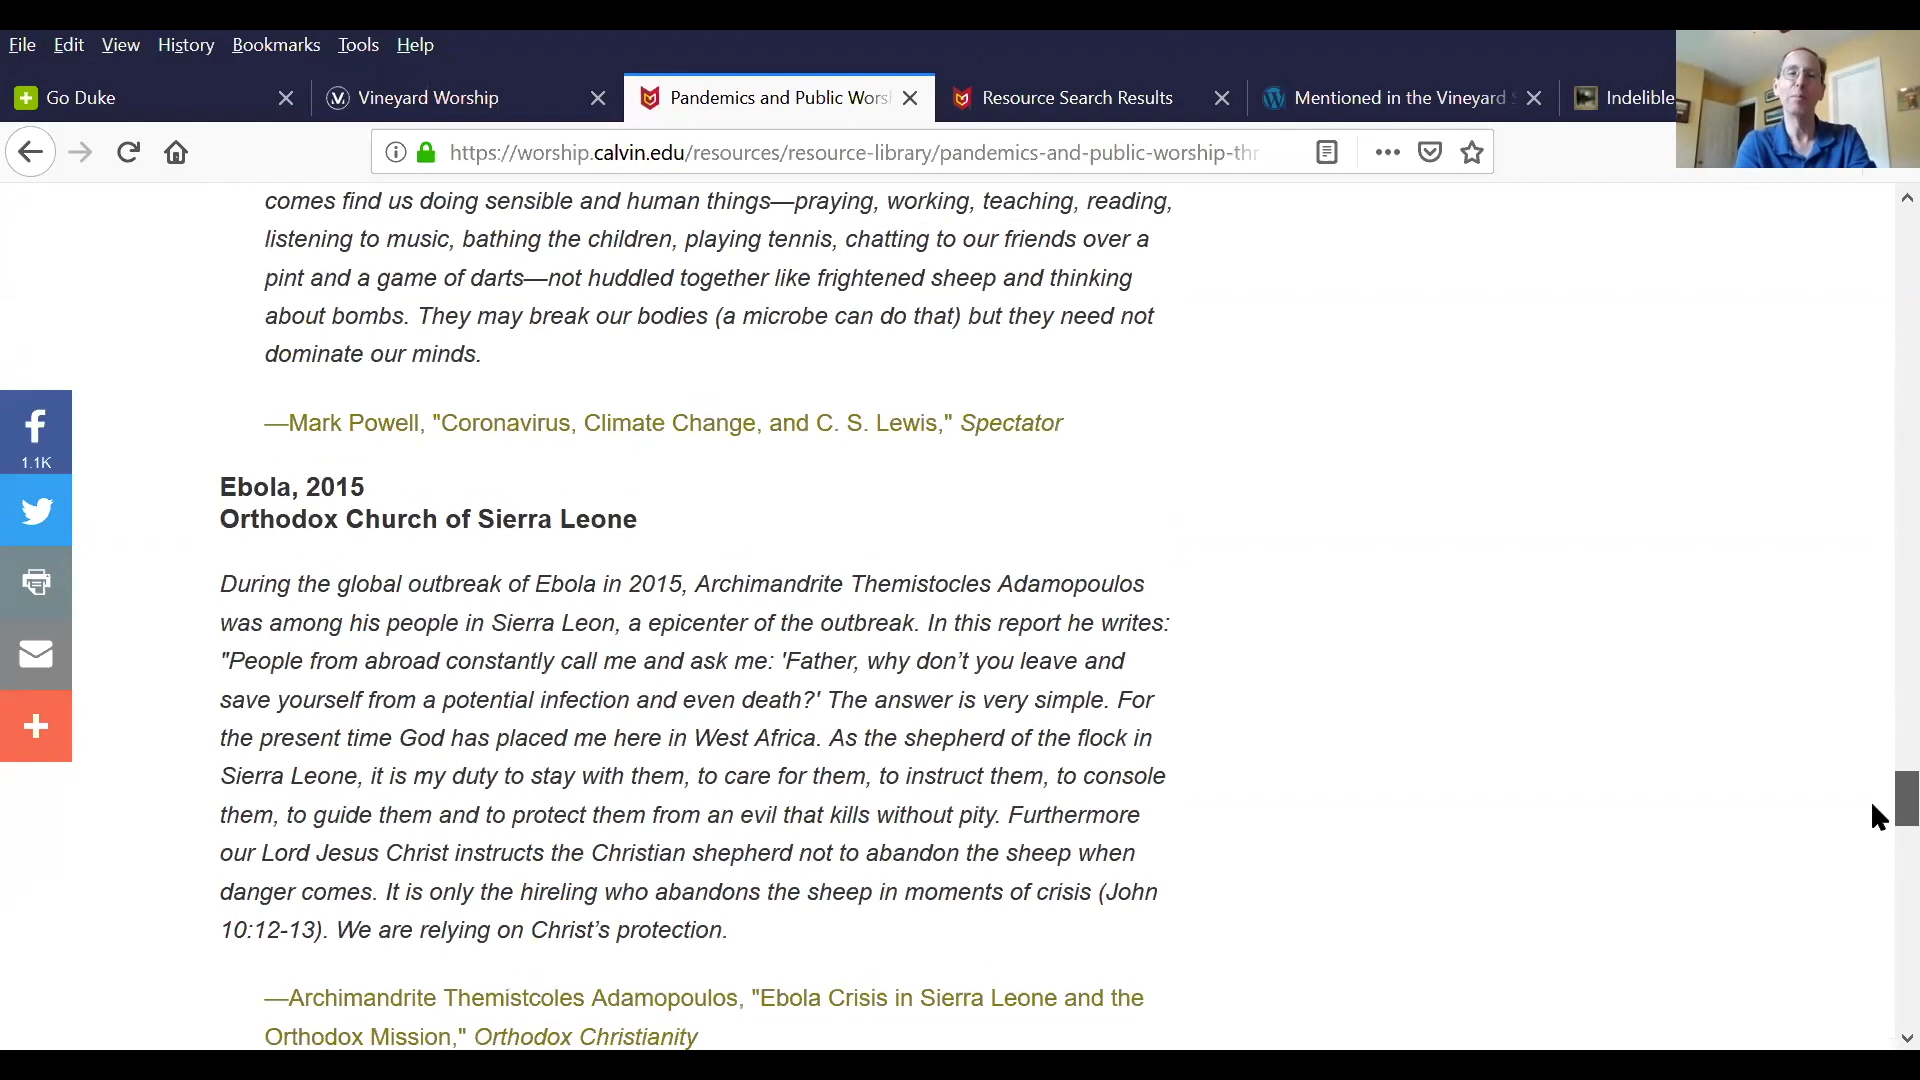 File Edit View History Bookmarks Tools Help
Go Duke
Vineyard Worship
Pandemics and Public Wors
Resource Search Results
Mentioned in the Vineyard
Indelible
https://worship.calvin.edu/resources/resource-library/pandemics-and-public-worship-thr
comes find us doing sensible and human things—praying, working, teaching, reading,
listening to music, bathing the children, playing tennis, chatting to our friends over a
pint and a game of darts—not huddled together like frightened sheep and thinking
about bombs. They may break our bodies (a microbe can do that) but they need not
dominate our minds.
—Mark Powell, "Coronavirus, Climate Change, and C. S. Lewis," Spectator
1.1K
Ebola, 2015
Orthodox Church of Sierra Leone
During the global outbreak of Ebola in 2015, Archimandrite Themistocles Adamopoulos
was among his people in Sierra Leon, a epicenter of the outbreak. In this report he writes:
"People from abroad constantly call me and ask me: 'Father, why don’t you leave and
save yourself from a potential infection and even death?' The answer is very simple. For
the present time God has placed me here in West Africa. As the shepherd of the flock in
Sierra Leone, it is my duty to stay with them, to care for them, to instruct them, to console
them, to guide them and to protect them from an evil that kills without pity. Furthermore
our Lord Jesus Christ instructs the Christian shepherd not to abandon the sheep when
danger comes. It is only the hireling who abandons the sheep in moments of crisis (John
10:12-13). We are relying on Christ’s protection.
—Archimandrite Themistcoles Adamopoulos, "Ebola Crisis in Sierra Leone and the
Orthodox Mission," Orthodox Christianity